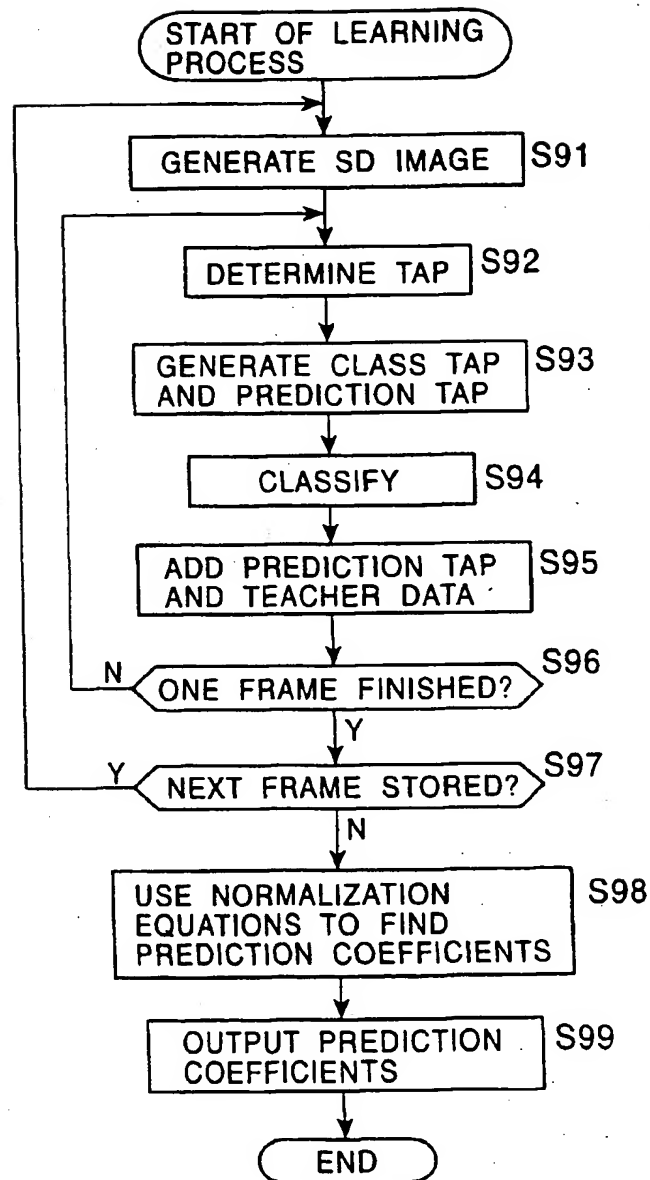 START OF LEARNING
PROCESS
GENERATE SD IMAGE
S91
DETERMINE TAP
S92
GENERATE CLASS TAP
AND PREDICTION TAP
S93
CLASSIFY
S94
ADD PREDICTION TAP
AND TEACHER DATA
S95
N
ONE FRAME FINISHED?
S96
Y
Y
NEXT FRAME STORED?
S97
N
USE NORMALIZATION
EQUATIONS TO FIND
PREDICTION COEFFICIENTS
S98
OUTPUT PREDICTION
COEFFICIENTS
S99
END